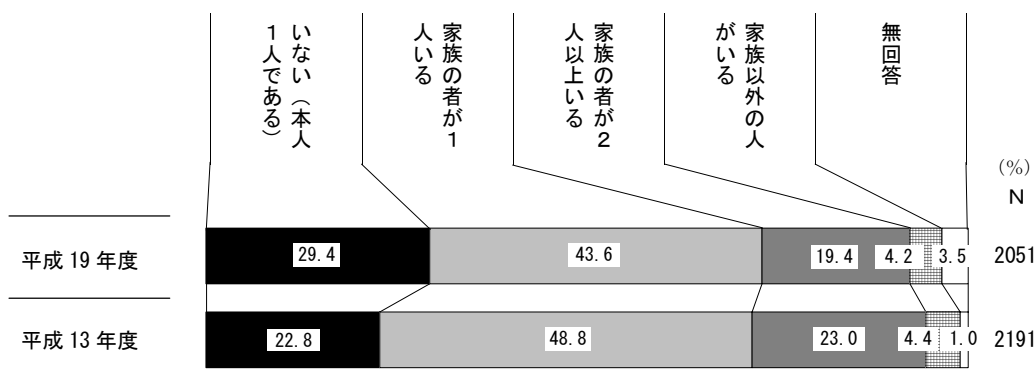 いない（本人
１人である）
家族の者が１
人いる
家族の者が２
人以上いる
家族以外の人
がいる
無回答
(%)
N
平成 19 年度
29.4
43.6
19.4
4.2
3.5
2051
平成 13 年度
22.8
48.8
23.0
4.4
1.0
2191